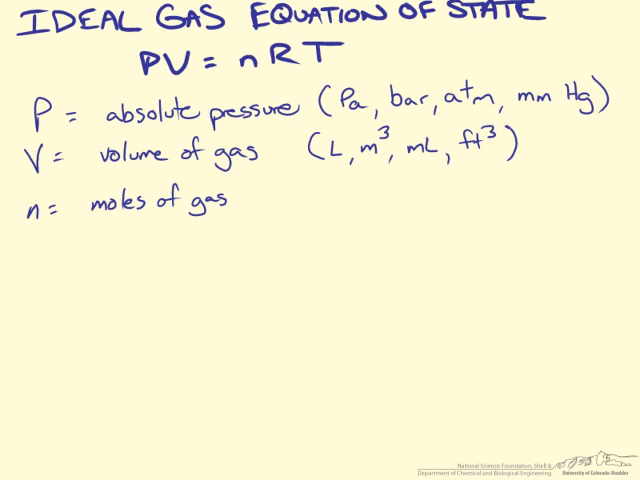 IDEAL GAS EQUATION OF STATE
PV = nRT
P = absolute pressure (Pa, bar, atm, mm Hg)
V = volume of gas (L, m³, mL, ft³)
n = moles of gas
National Science Foundation, Shell &
Department of Chemical and Biological Engineering
University of Colorado-Boulder